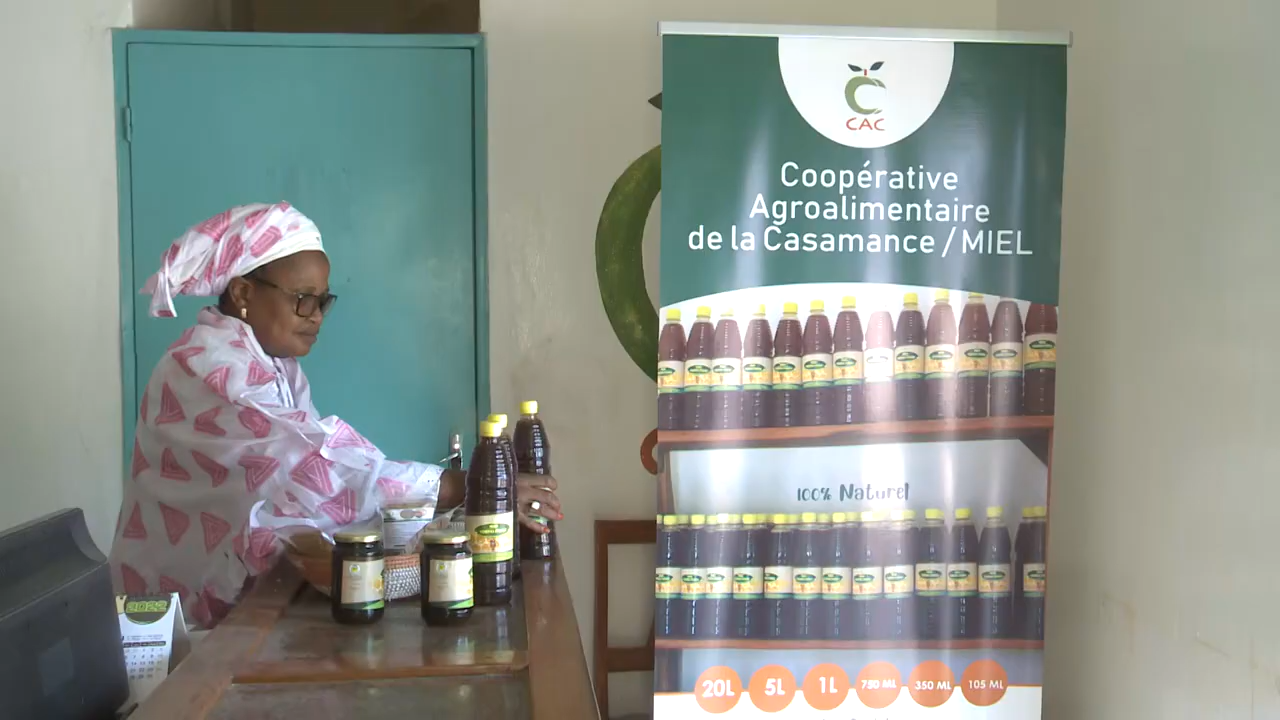 CAC
Coopérative
Agroalimentaire
de la Casamance / MIEL
100% Naturel
20L 5L 1L 750 ML 350 ML 105 ML
2022